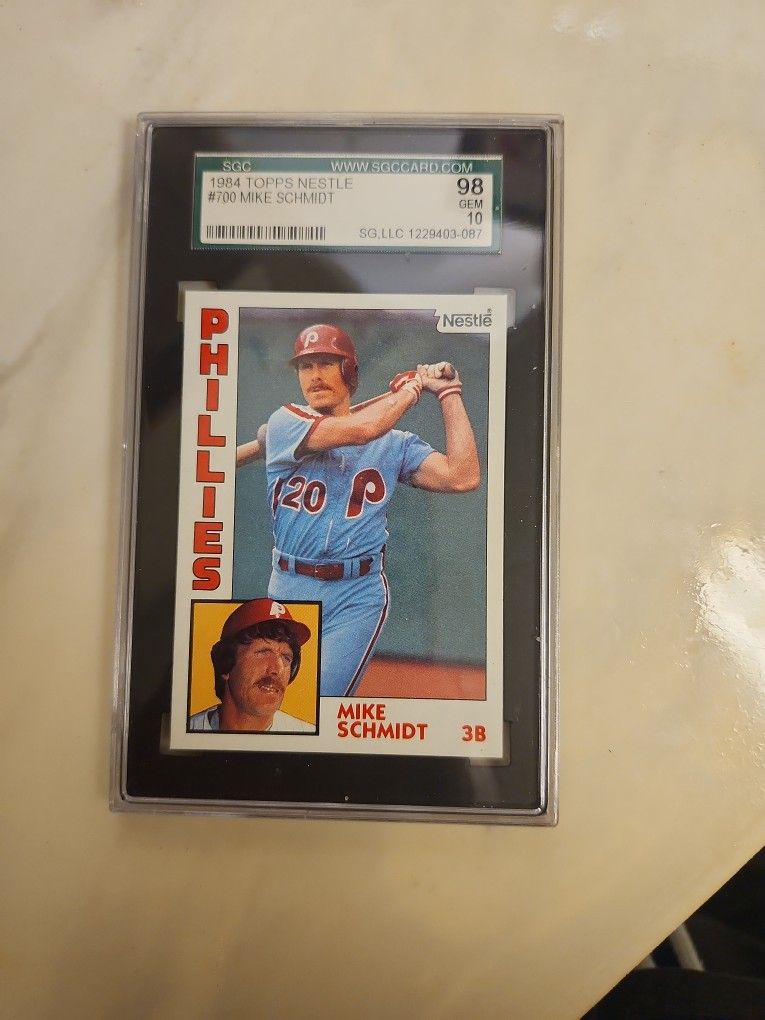 SGC WWW.SGCCARD.COM
1984 TOPPS NESTLE 98
#700 MIKE SCHMIDT GEM
10
SG,LLC 1229403-087
Nestlé®
PHILLIES
P
20 P
P
MIKE
SCHMIDT 3B